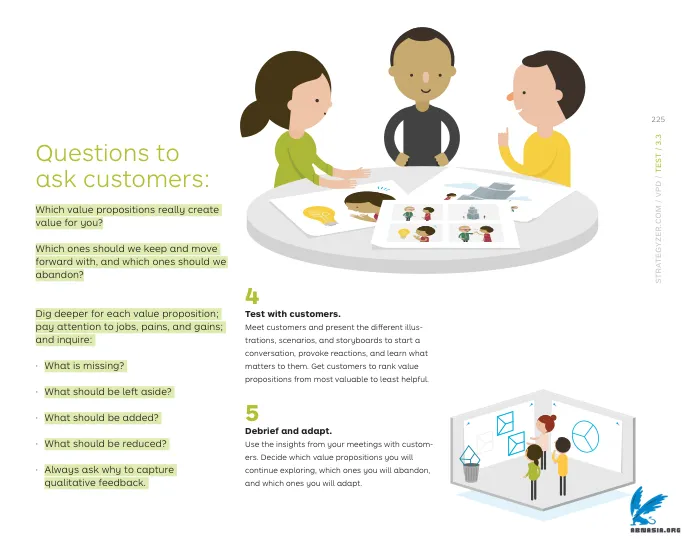 Questions to
ask customers:
Which value propositions really create
value for you?
Which ones should we keep and move
forward with, and which ones should we
abandon?
Dig deeper for each value proposition;
pay attention to jobs, pains, and gains;
and inquire:
· What is missing?
· What should be left aside?
· What should be added?
· What should be reduced?
· Always ask why to capture
qualitative feedback.
4
Test with customers.
Meet customers and present the different illus-
trations, scenarios, and storyboards to start a
conversation, provoke reactions, and learn what
matters to them. Get customers to rank value
propositions from most valuable to least helpful.
5
Debrief and adapt.
Use the insights from your meetings with custom-
ers. Decide which value propositions you will
continue exploring, which ones you will abandon,
and which ones you will adapt.
225
STRATEGYZER.COM / VPD / TEST / 3.3
ABMASIA.ORG